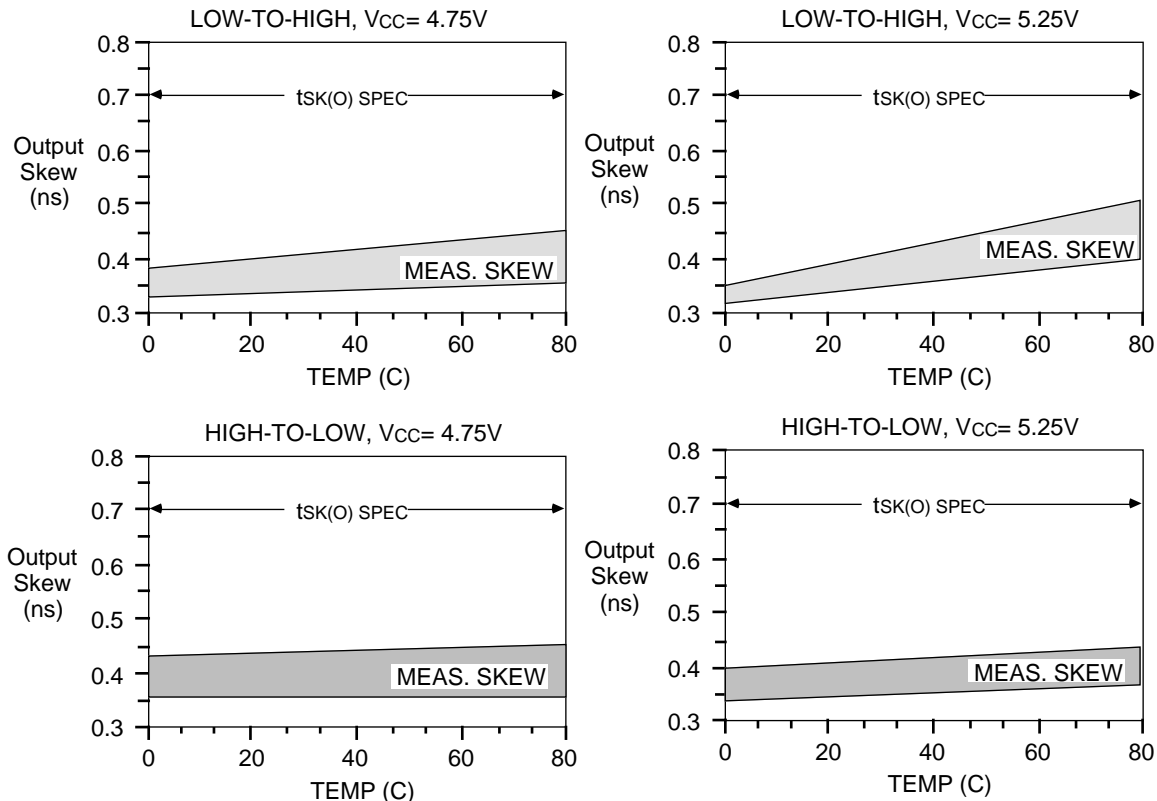 LOW-TO-HIGH, VCC= 4.75V
0.8
0.7
0.6
0.5
0.4
0.3
Output
Skew
(ns)
tSK(O) SPEC
MEAS. SKEW
0 20 40 60 80
TEMP (C)
LOW-TO-HIGH, VCC= 5.25V
0.8
0.7
0.6
0.5
0.4
0.3
Output
Skew
(ns)
tSK(O) SPEC
MEAS. SKEW
0 20 40 60 80
TEMP (C)
HIGH-TO-LOW, VCC= 4.75V
0.8
0.7
0.6
0.5
0.4
0.3
Output
Skew
(ns)
tSK(O) SPEC
MEAS. SKEW
0 20 40 60 80
TEMP (C)
HIGH-TO-LOW, VCC= 5.25V
0.8
0.7
0.6
0.5
0.4
0.3
Output
Skew
(ns)
tSK(O) SPEC
MEAS. SKEW
0 20 40 60 80
TEMP (C)